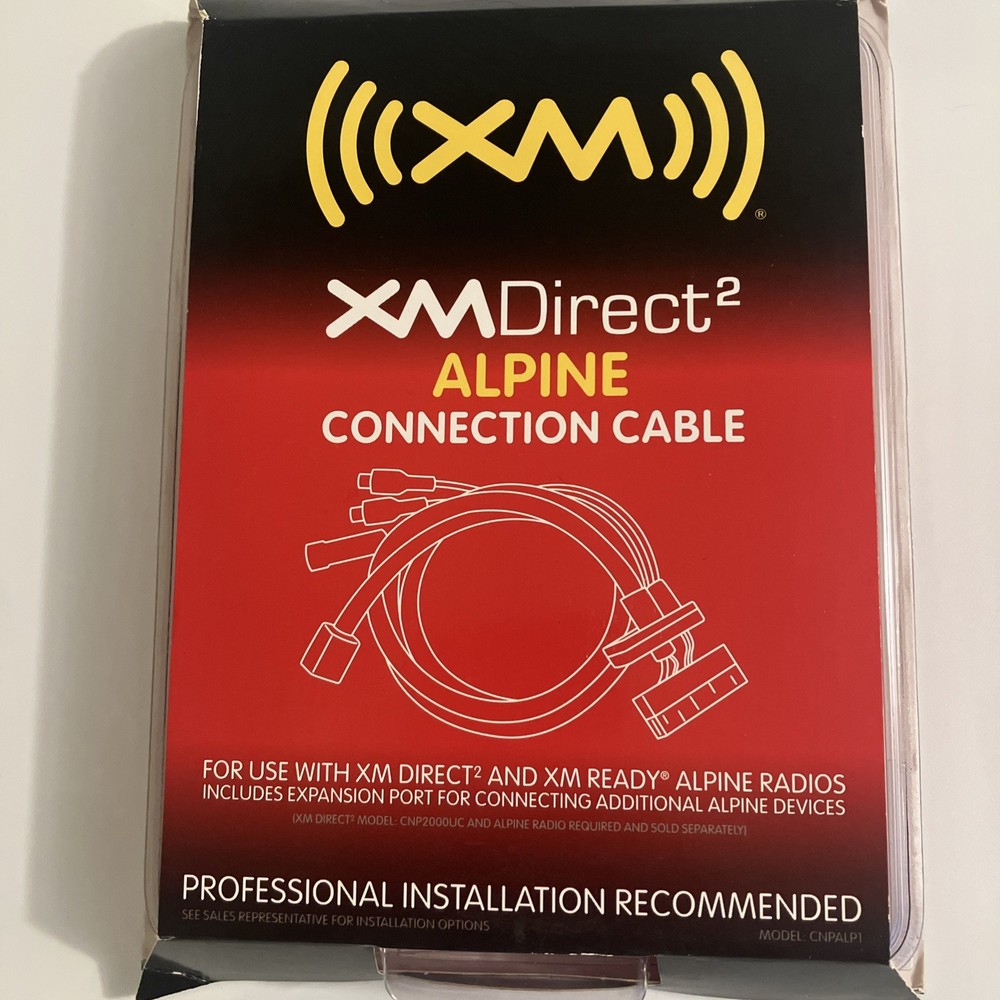 ((( XM )))®
XMDirect²
ALPINE
CONNECTION CABLE
FOR USE WITH XM DIRECT² AND XM READY® ALPINE RADIOS
INCLUDES EXPANSION PORT FOR CONNECTING ADDITIONAL ALPINE DEVICES
(XM DIRECT² MODEL: CNP2000UC AND ALPINE RADIO REQUIRED AND SOLD SEPARATELY)
PROFESSIONAL INSTALLATION RECOMMENDED
SEE SALES REPRESENTATIVE FOR INSTALLATION OPTIONS
MODEL: CNPALP1